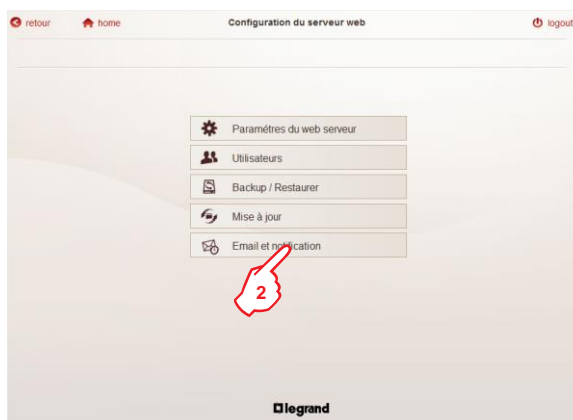 retour home Configuration du serveur web logout
Paramétres du web serveur
Utilisateurs
Backup / Restaurer
Mise à jour
Email et notification
2
legrand